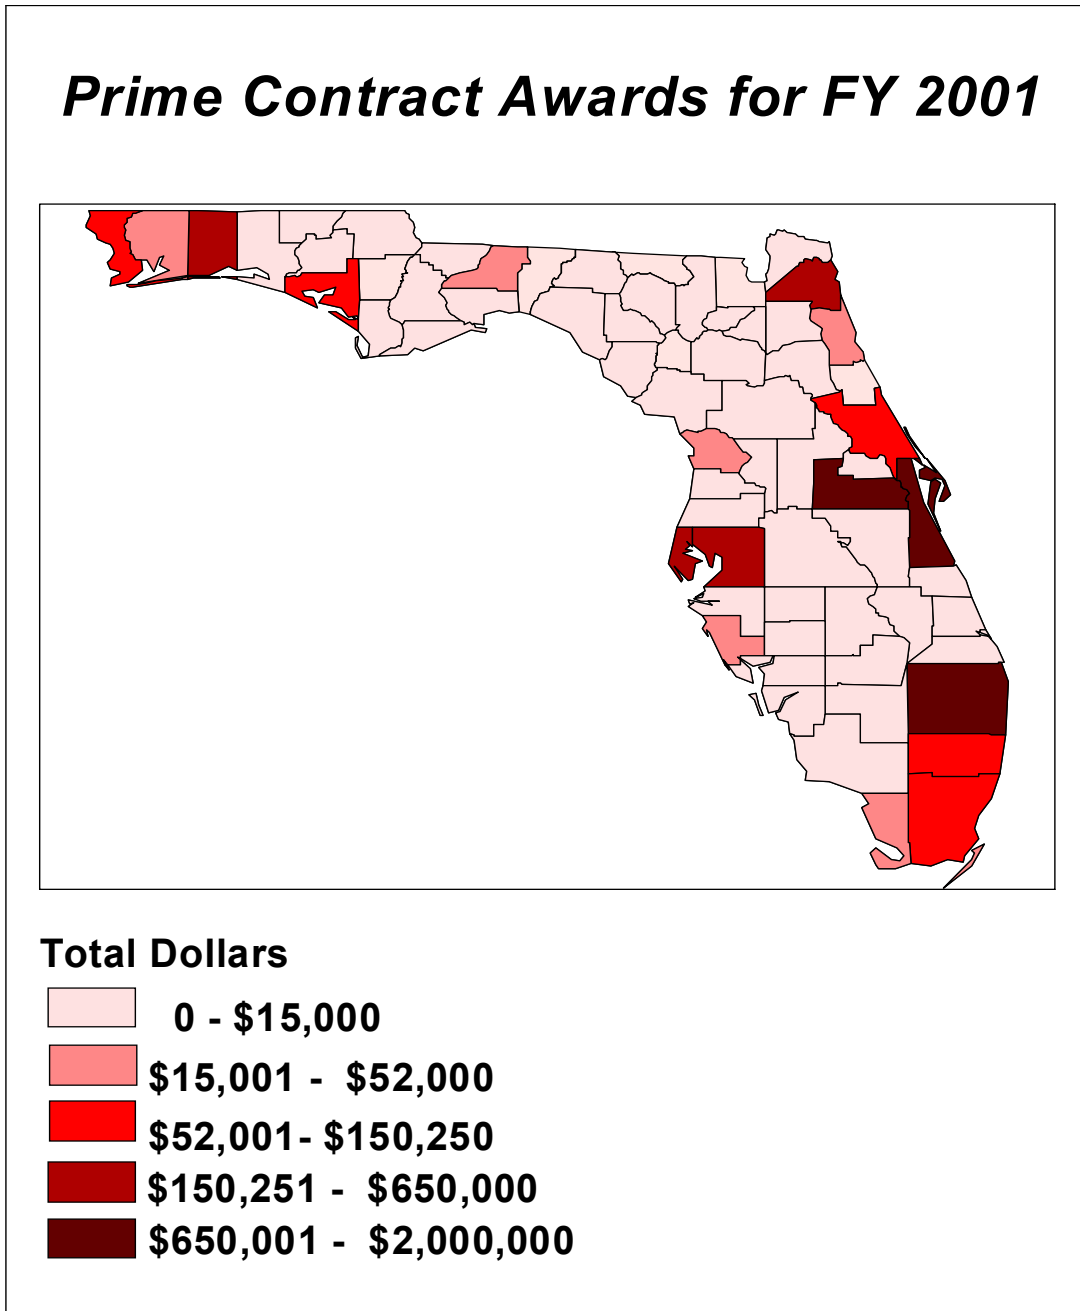 Prime Contract Awards for FY 2001
Total Dollars
0 - $15,000
$15,001 - $52,000
$52,001- $150,250
$150,251 - $650,000
$650,001 - $2,000,000